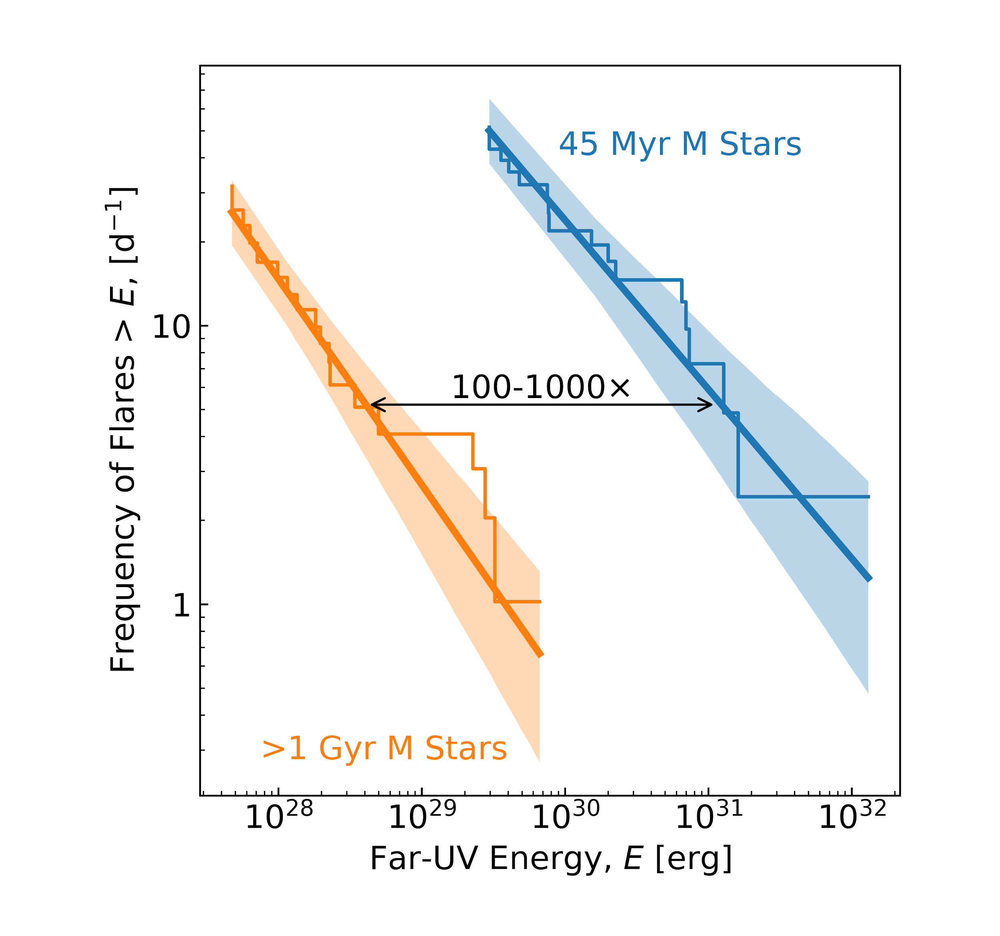 45 Myr M Stars
100-1000×
>1 Gyr M Stars
Frequency of Flares > E, [d⁻¹]
10
1
10²⁸ 10²⁹ 10³⁰ 10³¹ 10³²
Far-UV Energy, E [erg]